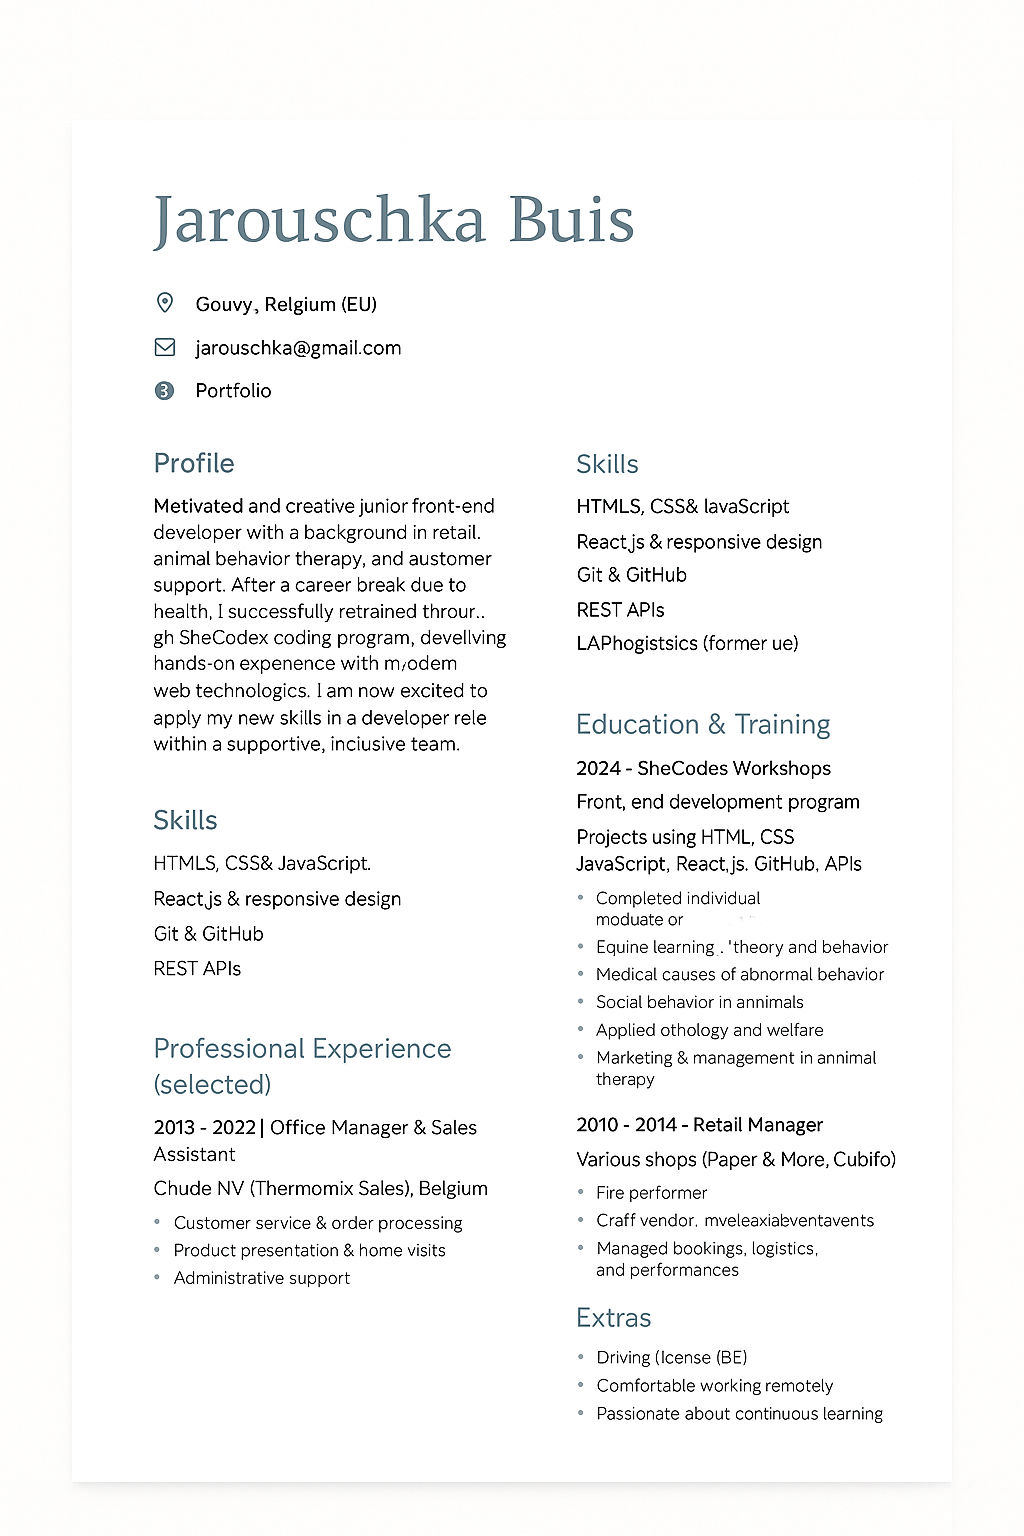 Jarouschka Buis
Gouvy, Relgium (EU)
jarouschka@gmail.com
3 Portfolio
Profile
Motivated and creative junior front-end
developer with a background in retail.
animal behavior therapy, and austomer
support. After a career break due to
health, I successfully retrained throur..
gh SheCodex coding program, devellving
hands-on expenence with m/odem
web technologics. I am now excited to
apply my new skills in a developer rele
within a supportive, inciusive team.
Skills
HTMLS, CSS& JavaScript.
React,js & responsive design
Git & GitHub
REST APIs
Professional Experience
(selected)
2013 - 2022 | Office Manager & Sales
Assistant
Chude NV (Thermomix Sales), Belgium
• Customer service & order processing
• Product presentation & home visits
• Administrative support
Skills
HTMLS, CSS& lavaScript
React,js & responsive design
Git & GitHub
REST APIs
LAPhogistsics (former ue)
Education & Training
2024 - SheCodes Workshops
Front, end development program
Projects using HTML, CSS
JavaScript, React,js. GitHub, APIs
• Completed individual
moduate or
• Equine learning . 'theory and behavior
• Medical causes of abnormal behavior
• Social behavior in annimals
• Applied othology and welfare
• Marketing & management in annimal
therapy
2010 - 2014 - Retail Manager
Various shops (Paper & More, Cubifo)
• Fire performer
• Craff vendor. mveleaxiabventavents
• Managed bookings, logistics,
and performances
Extras
• Driving (Icense (BE)
• Comfortable working remotely
• Passionate about continuous learning